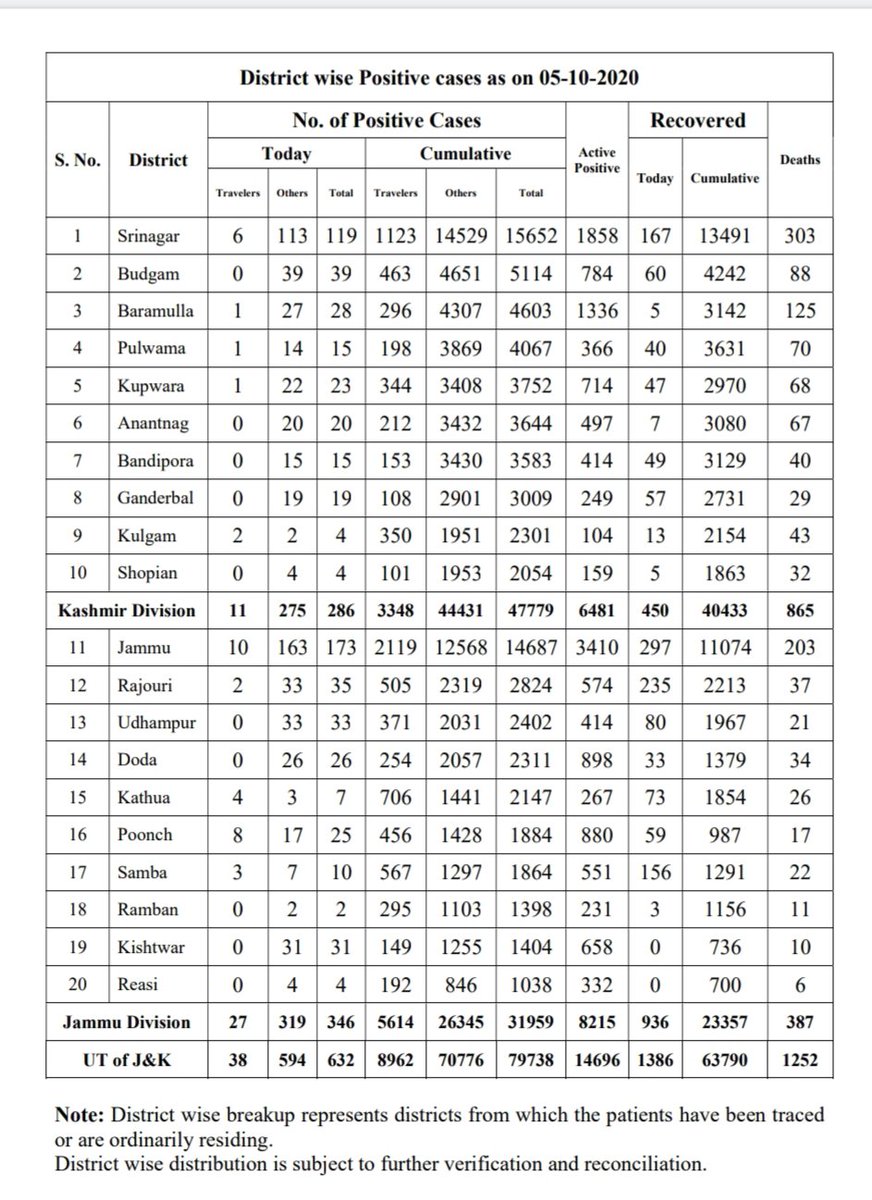 District wise Positive cases as on 05-10-2020
S. No. District No. of Positive Cases Active Positive Recovered Deaths
Today Cumulative Today Cumulative
Travelers Others Total Travelers Others Total
1 Srinagar 6 113 119 1123 14529 15652 1858 167 13491 303
2 Budgam 0 39 39 463 4651 5114 784 60 4242 88
3 Baramulla 1 27 28 296 4307 4603 1336 5 3142 125
4 Pulwama 1 14 15 198 3869 4067 366 40 3631 70
5 Kupwara 1 22 23 344 3408 3752 714 47 2970 68
6 Anantnag 0 20 20 212 3432 3644 497 7 3080 67
7 Bandipora 0 15 15 153 3430 3583 414 49 3129 40
8 Ganderbal 0 19 19 108 2901 3009 249 57 2731 29
9 Kulgam 2 2 4 350 1951 2301 104 13 2154 43
10 Shopian 0 4 4 101 1953 2054 159 5 1863 32
Kashmir Division 11 275 286 3348 44431 47779 6481 450 40433 865
11 Jammu 10 163 173 2119 12568 14687 3410 297 11074 203
12 Rajouri 2 33 35 505 2319 2824 574 235 2213 37
13 Udhampur 0 33 33 371 2031 2402 414 80 1967 21
14 Doda 0 26 26 254 2057 2311 898 33 1379 34
15 Kathua 4 3 7 706 1441 2147 267 73 1854 26
16 Poonch 8 17 25 456 1428 1884 880 59 987 17
17 Samba 3 7 10 567 1297 1864 551 156 1291 22
18 Ramban 0 2 2 295 1103 1398 231 3 1156 11
19 Kishtwar 0 31 31 149 1255 1404 658 0 736 10
20 Reasi 0 4 4 192 846 1038 332 0 700 6
Jammu Division 27 319 346 5614 26345 31959 8215 936 23357 387
UT of J&K 38 594 632 8962 70776 79738 14696 1386 63790 1252
Note: District wise breakup represents districts from which the patients have been traced
or are ordinarily residing.
District wise distribution is subject to further verification and reconciliation.